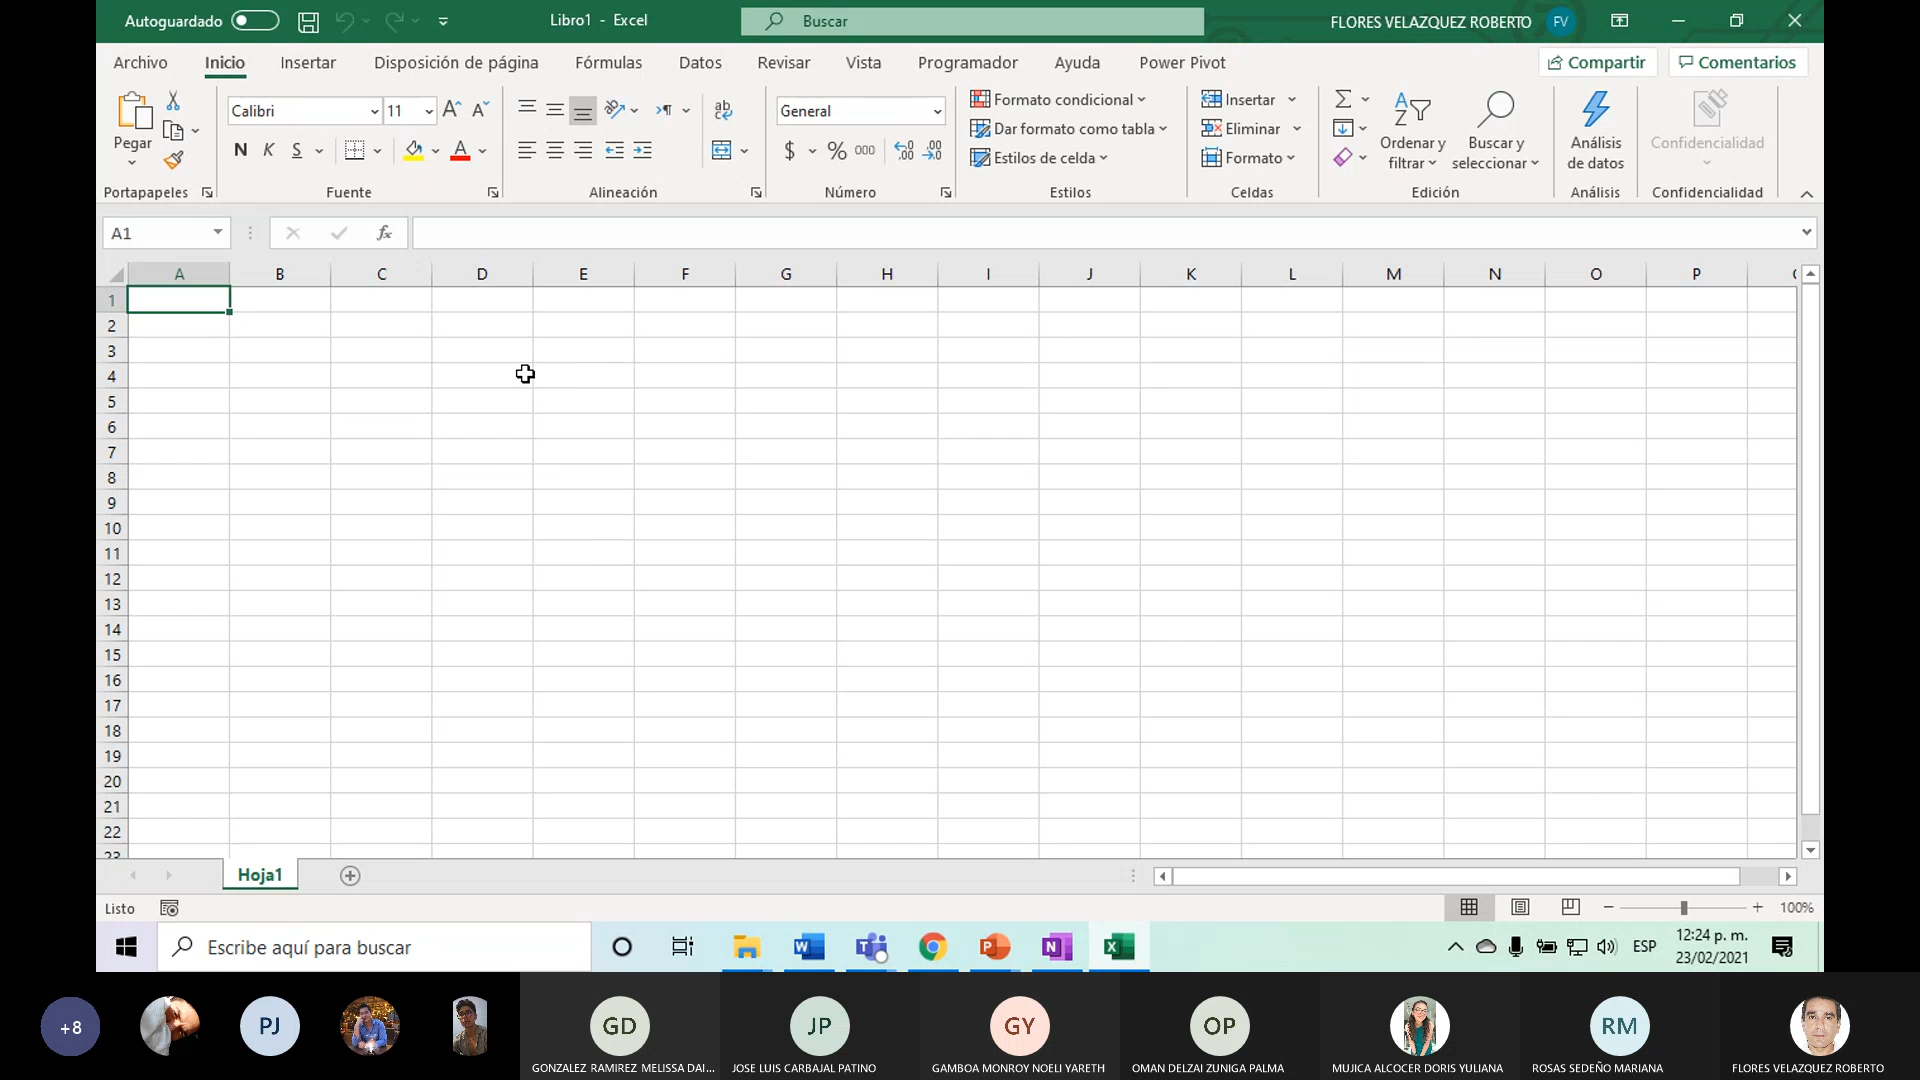 Autoguardado
Libro1 - Excel
Buscar
FLORES VELAZQUEZ ROBERTO
FV
Archivo Inicio Insertar Disposición de página Fórmulas Datos Revisar Vista Programador Ayuda Power Pivot
Compartir Comentarios
Pegar
Portapapeles
Calibri 11
N K S
Fuente
ab
Alineación
General
$ % 000
Número
Formato condicional
Dar formato como tabla
Estilos de celda
Estilos
Insertar
Eliminar
Formato
Celdas
Ordenar y filtrar
Buscar y seleccionar
Edición
Análisis de datos
Análisis
Confidencialidad
Confidencialidad
A1
fx
A B C D E F G H I J K L M N O P
1
2
3
4
5
6
7
8
9
10
11
12
13
14
15
16
17
18
19
20
21
22
23
Hoja1
Listo
100%
Escribe aquí para buscar
ESP
12:24 p. m.
23/02/2021
+8
PJ
GD
JP
GY
OP
RM
GONZALEZ RAMIREZ MELISSA DAI...
JOSE LUIS CARBAJAL PATINO
GAMBOA MONROY NOELI YARETH
OMAN DELZAI ZUNIGA PALMA
MUJICA ALCOCER DORIS YULIANA
ROSAS SEDEÑO MARIANA
FLORES VELAZQUEZ ROBERTO